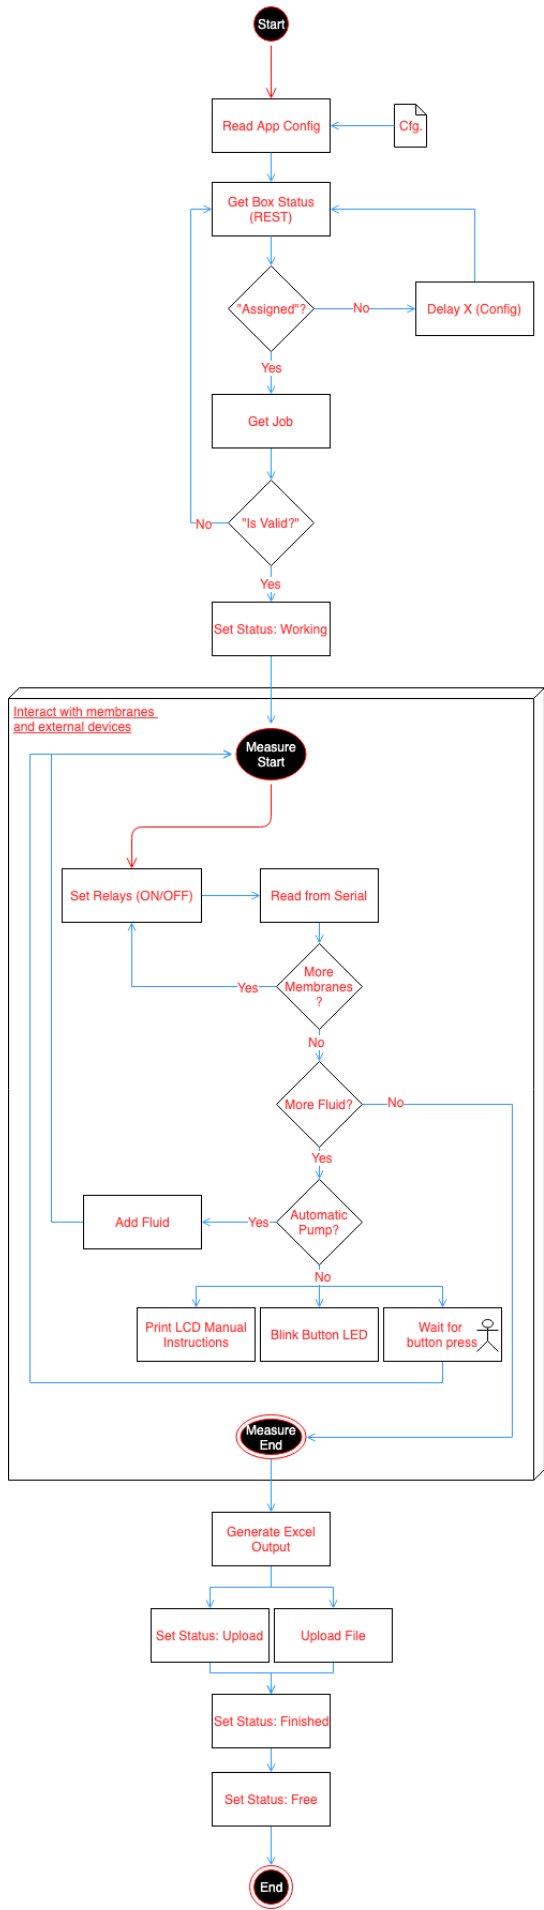 Start
Read App Config
Cfg.
Get Box Status
(REST)
"Assigned"?
No
Delay X (Config)
Yes
Get Job
"Is Valid?"
No
Yes
Set Status: Working
Interact with membranes
and external devices
Measure
Start
Set Relays (ON/OFF)
Read from Serial
More
Membranes
?
Yes
No
More Fluid?
No
Yes
Automatic
Pump?
Yes
Add Fluid
No
Print LCD Manual
Instructions
Blink Button LED
Wait for
button press
Measure
End
Generate Excel
Output
Set Status: Upload
Upload File
Set Status: Finished
Set Status: Free
End